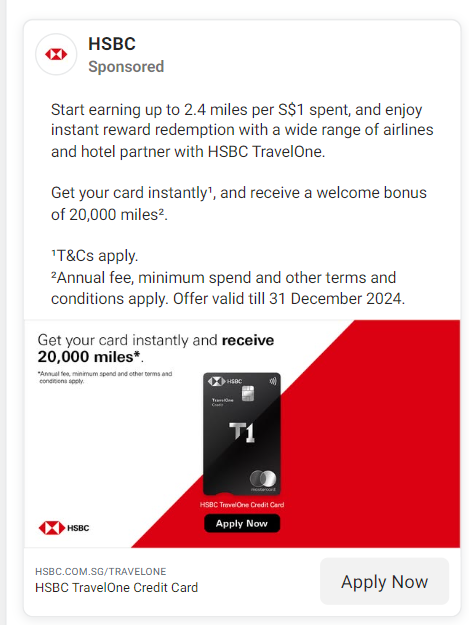 HSBC
Sponsored
Start earning up to 2.4 miles per S$1 spent, and enjoy
instant reward redemption with a wide range of airlines
and hotel partner with HSBC TravelOne.
Get your card instantly¹, and receive a welcome bonus
of 20,000 miles².
¹T&Cs apply.
²Annual fee, minimum spend and other terms and
conditions apply. Offer valid till 31 December 2024.
Get your card instantly and receive
20,000 miles*.
*Annual fee, minimum spend and other terms and
conditions apply.
HSBC
TravelOne
Credit
T1
mastercard
HSBC TravelOne Credit Card
Apply Now
HSBC
HSBC.COM.SG/TRAVELONE
HSBC TravelOne Credit Card
Apply Now